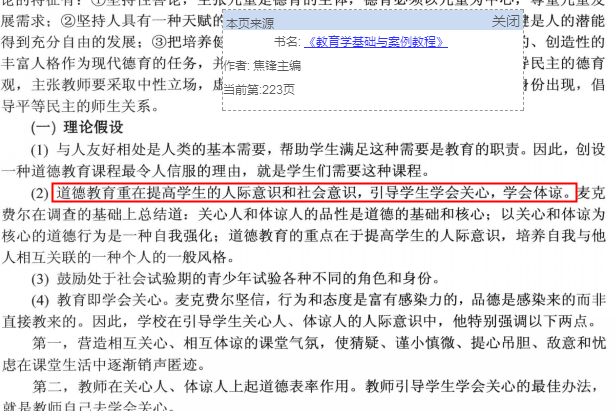 论的特征有：①坚持性善论，主张儿童是德育的主体，德育必须以儿童为中心，尊重儿童发
展需求；②坚持人具有一种天赋的
键是人的潜能
得到充分自由的发展；③把培养健
的、创造性的
丰富人格作为现代德育的任务，并
导民主的德育
观，主张教师要采取中性立场，虚
身份出现，倡
导平等民主的师生关系。
本页来源
关闭
书名: 《教育学基础与案例教程》
作者: 焦锋主编
当前第:223页
(一) 理论假设
(1) 与人友好相处是人类的基本需要，帮助学生满足这种需要是教育的职责。因此，创设
一种道德教育课程最令人信服的理由，就是学生们需要这种课程。
(2) 道德教育重在提高学生的人际意识和社会意识，引导学生学会关心，学会体谅。麦克
费尔在调查的基础上总结道：关心人和体谅人的品性是道德的基础和核心；以关心和体谅为
核心的道德行为是一种自我强化；道德教育的重点在于提高学生的人际意识，培养自我与他
人相互关联的一种个人的一般风格。
(3) 鼓励处于社会试验期的青少年试验各种不同的角色和身份。
(4) 教育即学会关心。麦克费尔坚信，行为和态度是富有感染力的，品德是感染来的而非
直接教来的。因此，学校在引导学生关心人、体谅人的人际意识中，他特别强调以下两点。
第一，营造相互关心、相互体谅的课堂气氛，使猜疑、谨小慎微、提心吊胆、敌意和忧
虑在课堂生活中逐渐销声匿迹。
第二，教师在关心人、体谅人上起道德表率作用。教师引导学生学会关心的最佳办法，
就是教师自己去学会关心。